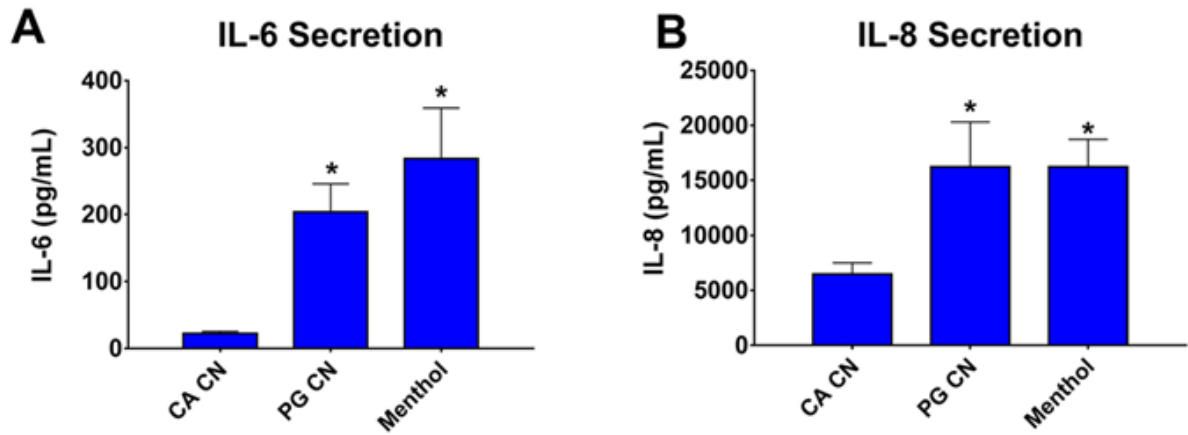 A
IL-6 Secretion
IL-6 (pg/mL)
400
300
200
100
0
*
*
CA CN
PG CN
Menthol
B
IL-8 Secretion
IL-8 (pg/mL)
25000
20000
15000
10000
5000
0
*
*
CA CN
PG CN
Menthol